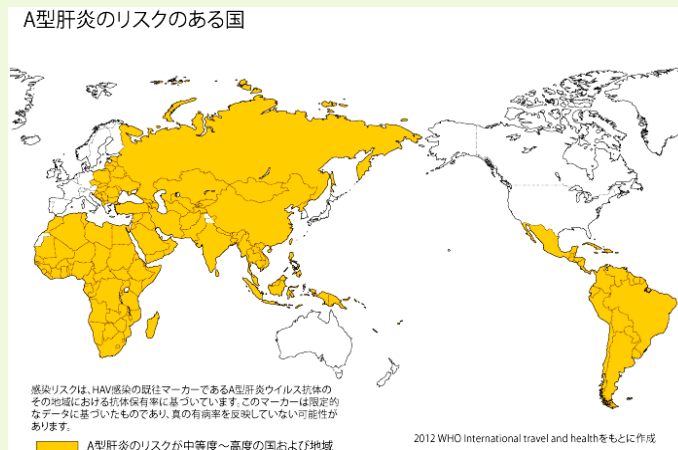 A型肝炎のリスクのある国
感染リスクは、HAV感染の既往マーカーであるA型肝炎ウイルス抗体の
その地域における抗体保有率に基づいています。このマーカーは限定的
なデータに基づいたものであり、真の有病率を反映していない可能性が
あります。
A型肝炎のリスクが中等度～高度の国および地域
2012 WHO International travel and healthをもとに作成